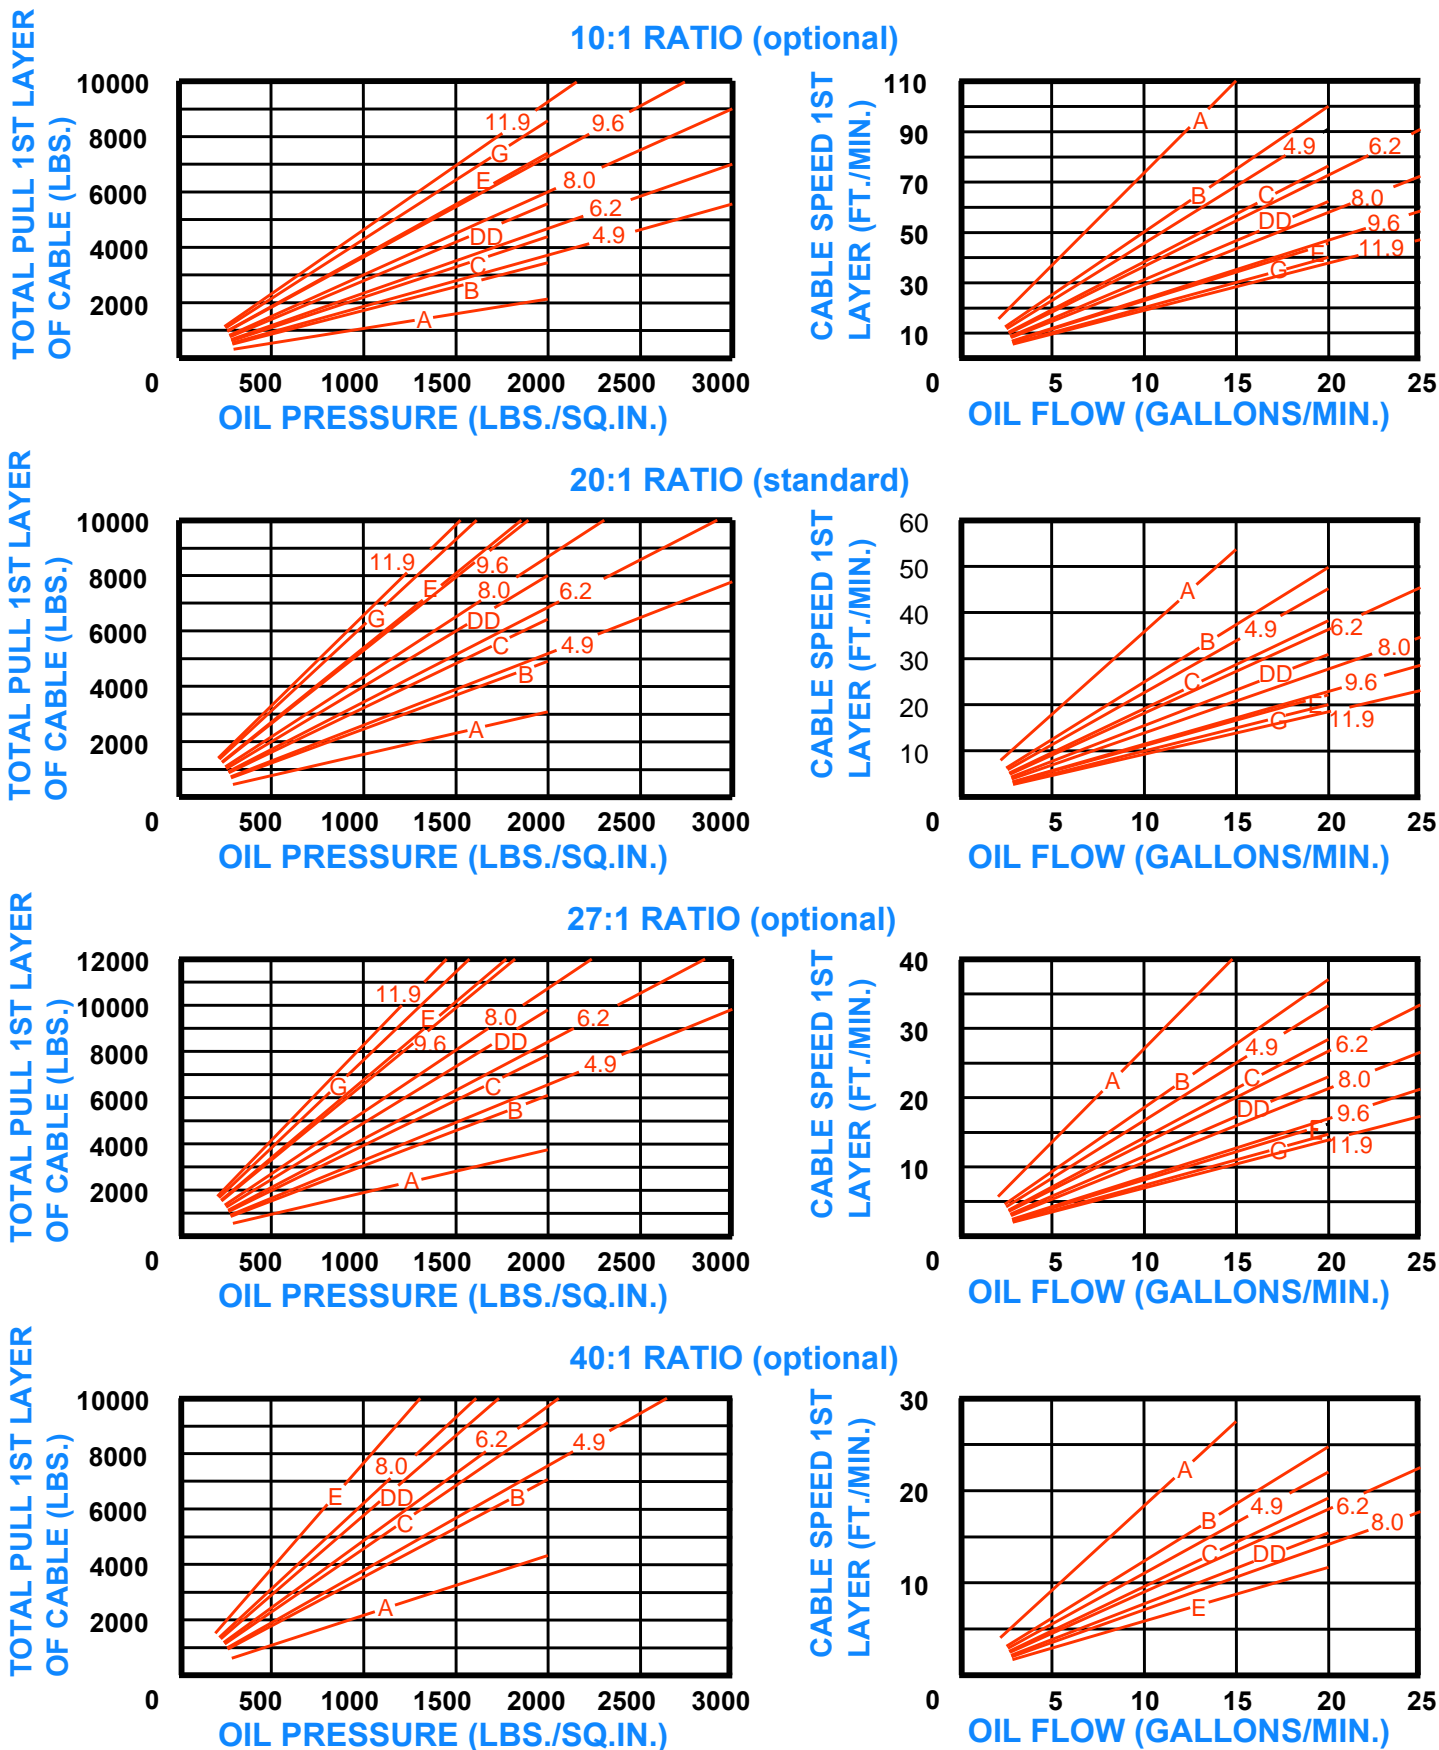 10:1 RATIO (optional)
TOTAL PULL 1ST LAYER
OF CABLE (LBS.)
10000
8000
6000
4000
2000
0 500 1000 1500 2000 2500 3000
OIL PRESSURE (LBS./SQ.IN.)
11.9
9.6
G
E
8.0
6.2
DD
4.9
C
B
A
CABLE SPEED 1ST
LAYER (FT./MIN.)
110
90
70
50
30
10
0 5 10 15 20 25
OIL FLOW (GALLONS/MIN.)
A
4.9
6.2
B
C
8.0
DD
9.6
E
11.9
G
20:1 RATIO (standard)
TOTAL PULL 1ST LAYER
OF CABLE (LBS.)
10000
8000
6000
4000
2000
0 500 1000 1500 2000 2500 3000
OIL PRESSURE (LBS./SQ.IN.)
11.9
9.6
E
8.0
6.2
G
DD
C
4.9
B
A
CABLE SPEED 1ST
LAYER (FT./MIN.)
60
50
40
30
20
10
0 5 10 15 20 25
OIL FLOW (GALLONS/MIN.)
A
4.9
6.2
B
8.0
C
DD
9.6
E
G
11.9
27:1 RATIO (optional)
TOTAL PULL 1ST LAYER
OF CABLE (LBS.)
12000
10000
8000
6000
4000
2000
0 500 1000 1500 2000 2500 3000
OIL PRESSURE (LBS./SQ.IN.)
11.9
E
8.0
6.2
9.6
DD
4.9
G
C
B
A
CABLE SPEED 1ST
LAYER (FT./MIN.)
40
30
20
10
0 5 10 15 20 25
OIL FLOW (GALLONS/MIN.)
4.9
6.2
A
B
C
8.0
DD
9.6
E
G
11.9
40:1 RATIO (optional)
TOTAL PULL 1ST LAYER
OF CABLE (LBS.)
10000
8000
6000
4000
2000
0 500 1000 1500 2000 2500 3000
OIL PRESSURE (LBS./SQ.IN.)
6.2
4.9
8.0
E
DD
B
C
A
CABLE SPEED 1ST
LAYER (FT./MIN.)
30
20
10
0 5 10 15 20 25
OIL FLOW (GALLONS/MIN.)
A
4.9
6.2
B
8.0
C
DD
E